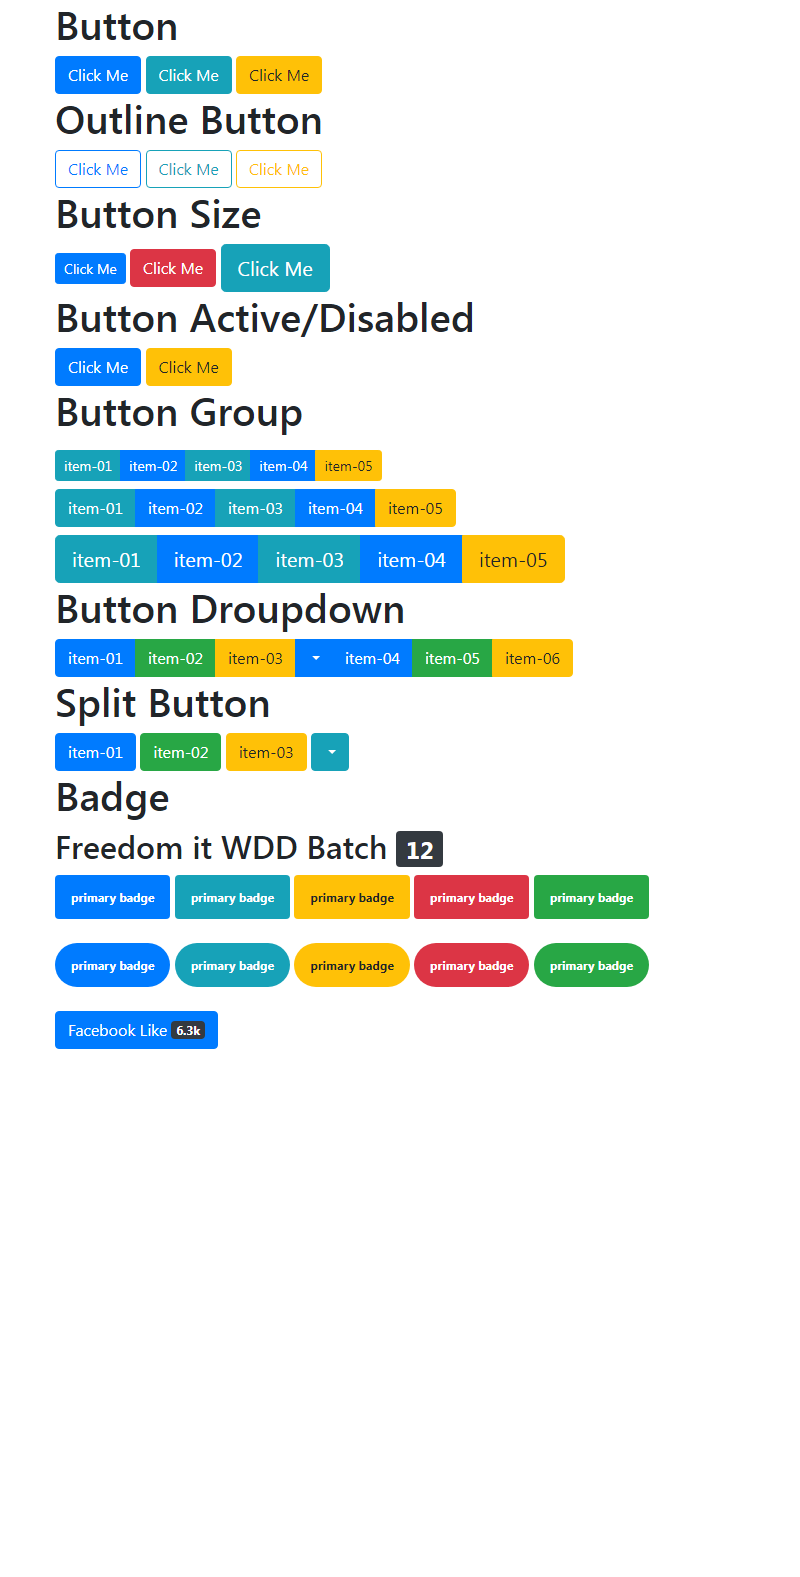 Button
Click Me Click Me Click Me
Outline Button
Click Me Click Me Click Me
Button Size
Click Me Click Me Click Me
Button Active/Disabled
Click Me Click Me
Button Group
item-01 item-02 item-03 item-04 item-05
item-01 item-02 item-03 item-04 item-05
item-01 item-02 item-03 item-04 item-05
Button Droupdown
item-01 item-02 item-03 item-04 item-05 item-06
Split Button
item-01 item-02 item-03
Badge
Freedom it WDD Batch 12
primary badge primary badge primary badge primary badge primary badge
primary badge primary badge primary badge primary badge primary badge
Facebook Like 6.3k